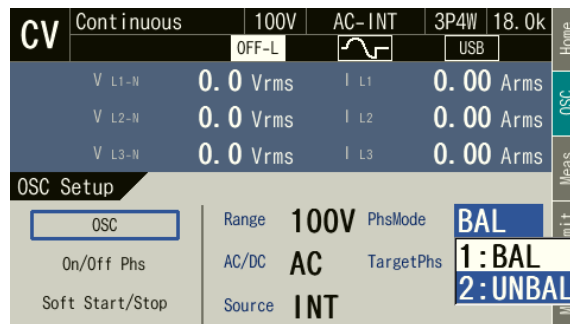 CV Continuous 100V AC-INT 3P4W 18.0k
OFF-L USB
V L1-N 0.0 Vrms I L1 0.00 Arms
V L2-N 0.0 Vrms I L2 0.00 Arms
V L3-N 0.0 Vrms I L3 0.00 Arms
Home
OSC
Meas
OSC Setup
OSC
On/Off Phs
Soft Start/Stop
Range 100V PhsMode BAL
AC/DC AC TargetPhs
Source INT
1:BAL
2:UNBAL